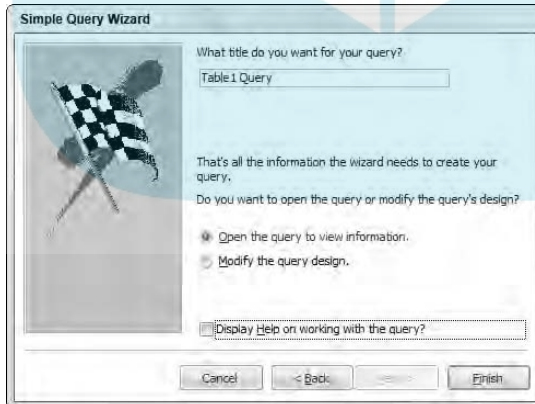 Simple Query Wizard
What title do you want for your query?
Table1 Query
That's all the information the wizard needs to create your
query.
Do you want to open the query or modify the query's design?
Open the query to view information.
Modify the query design.
Display Help on working with the query?
Cancel
< Back
Finish